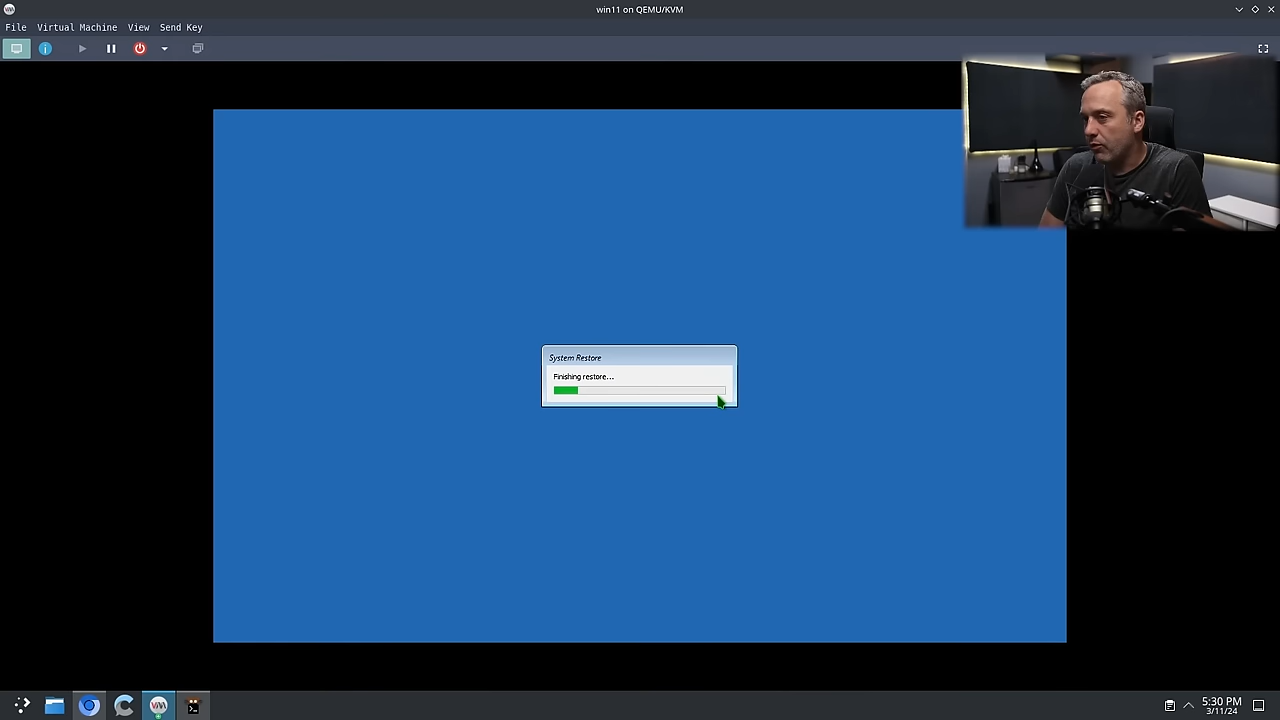 win11 on QEMU/KVM
File Virtual Machine View Send Key
System Restore
Finishing restore...
5:30 PM
3/11/24